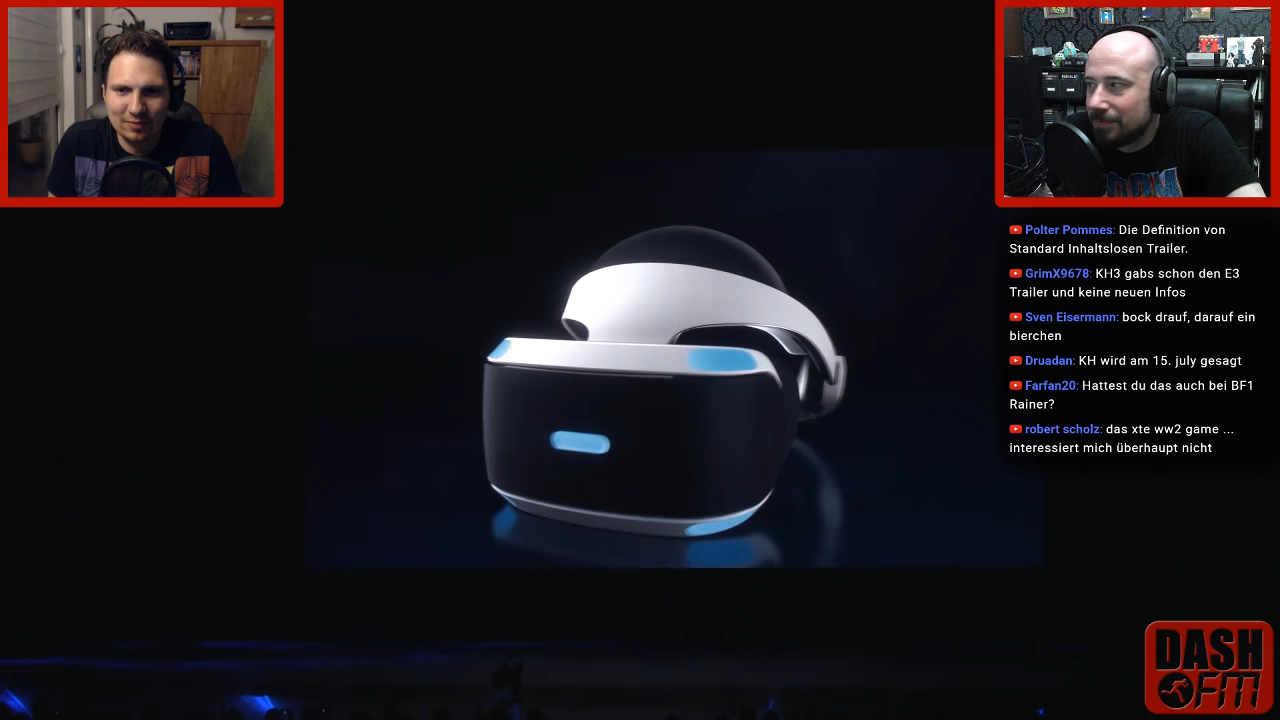 Polter Pommes: Die Definition von
Standard Inhaltslosen Trailer.
GrimX9678: KH3 gabs schon den E3
Trailer und keine neuen Infos
Sven Eisermann: bock drauf, darauf ein
bierchen
Druadan: KH wird am 15. july gesagt
Farfan20: Hattest du das auch bei BF1
Rainer?
robert scholz: das xte ww2 game ...
interessiert mich überhaupt nicht
DASH
FM